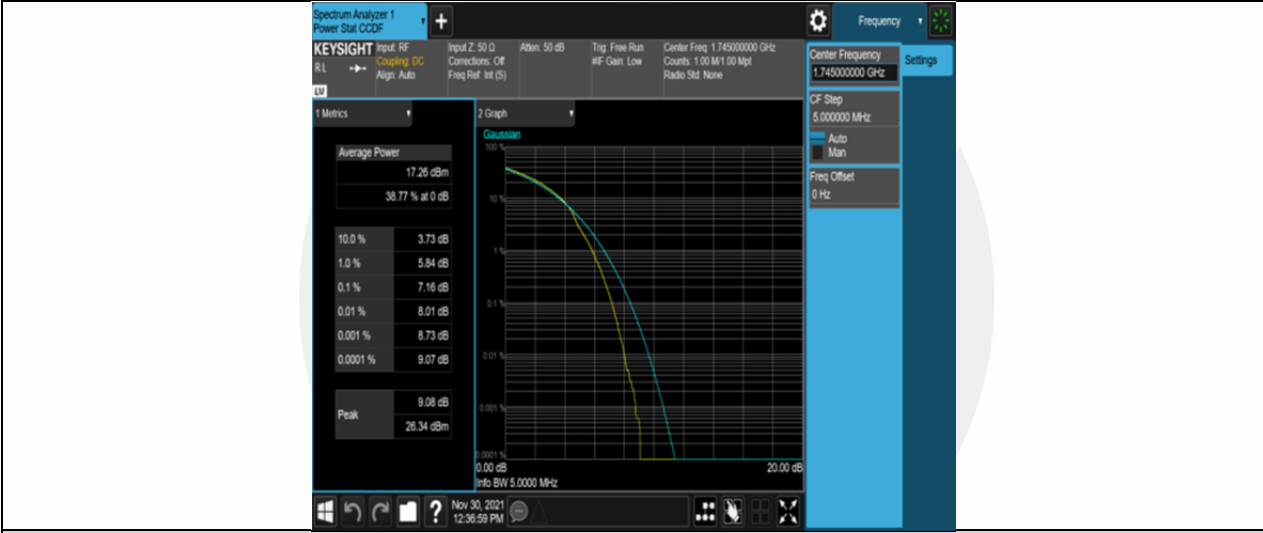 Spectrum Analyzer 1
Power Stat CCDF
+
Frequency
KEYSIGHT
RL
LV
Input: RF
Coupling: DC
Align: Auto
Input Z: 50 Ω
Corrections: Off
Freq Ref: Int (S)
Atten: 50 dB
Trig: Free Run
#IF Gain: Low
Center Freq: 1.745000000 GHz
Counts: 1.00 M/1.00 Mpt
Radio Std: None
Center Frequency
1.745000000 GHz
Settings
CF Step
5.000000 MHz
Auto
Man
Freq Offset
0 Hz
1 Metrics
Average Power
17.26 dBm
38.77 % at 0 dB
10.0 % 3.73 dB
1.0 % 5.84 dB
0.1 % 7.16 dB
0.01 % 8.01 dB
0.001 % 8.73 dB
0.0001 % 9.07 dB
Peak
9.08 dB
26.34 dBm
2 Graph
Gaussian
100 %
10 %
1 %
0.1 %
0.01 %
0.001 %
0.0001 %
0.00 dB 20.00 dB
Info BW 5.0000 MHz
?
Nov 30, 2021
12:36:59 PM